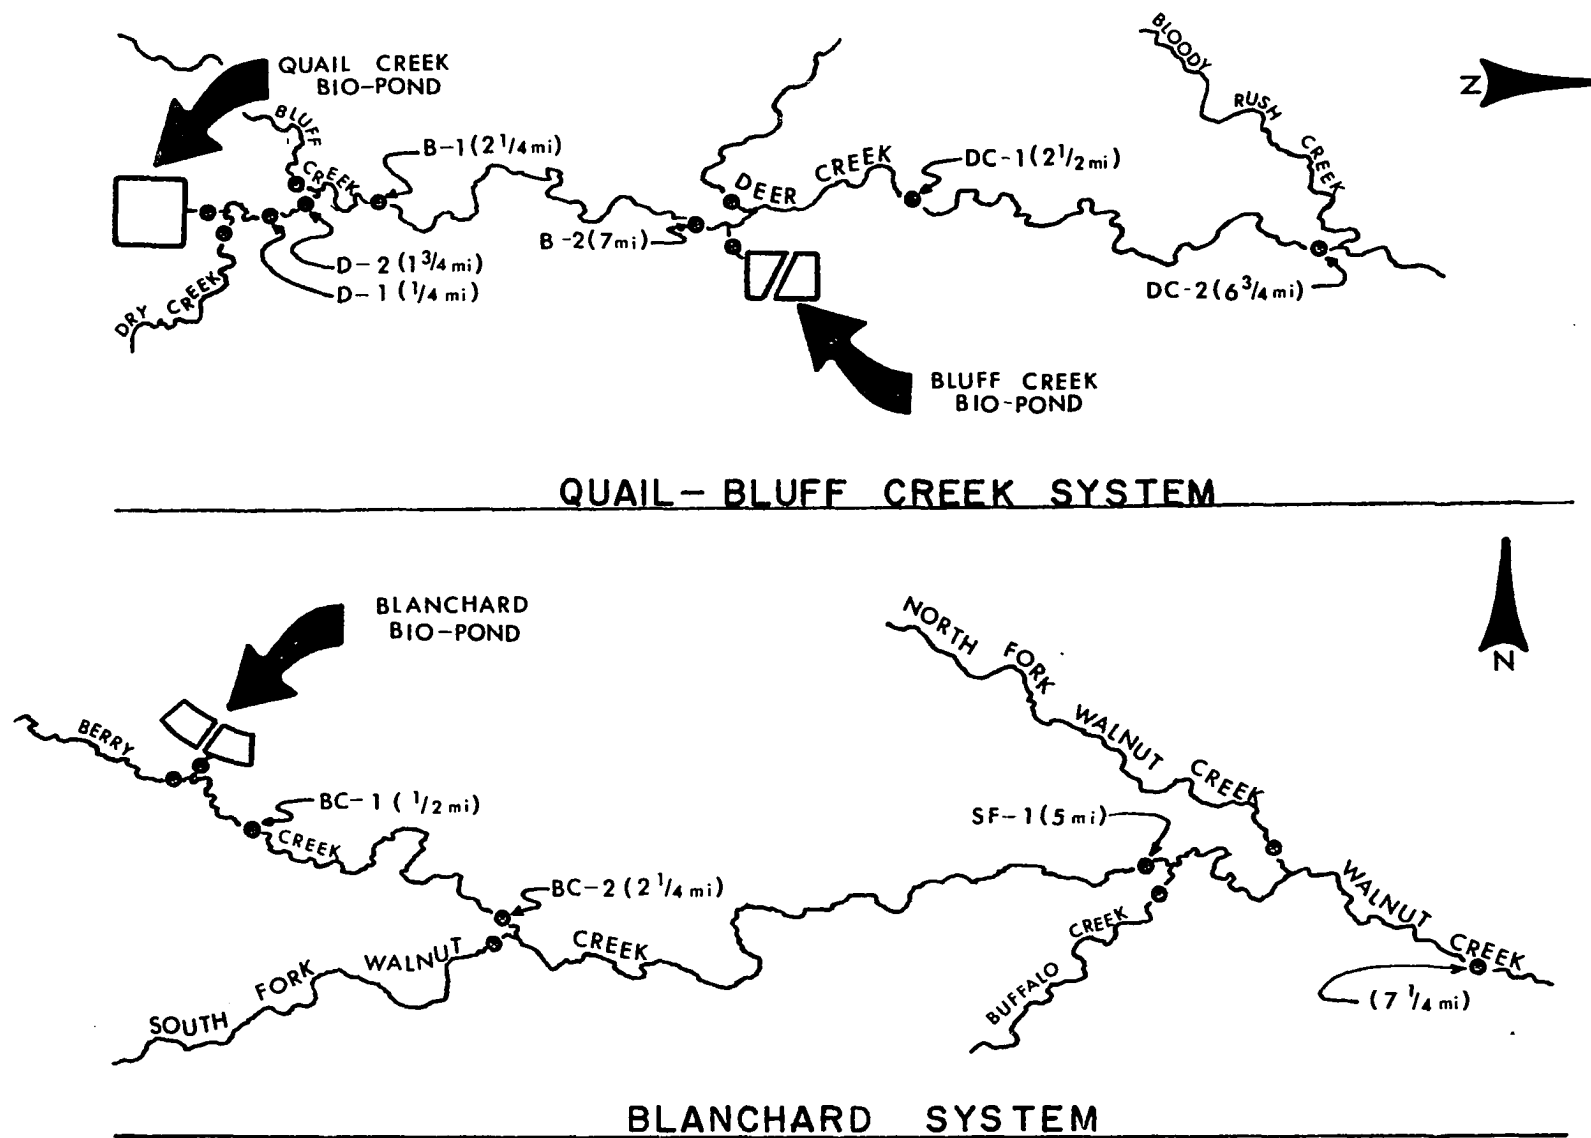 QUAIL CREEK
BIO-POND
BLUFF
CREEK
B-1 (2 1/4 mi)
DEER CREEK
DC-1 (2 1/2 mi)
BLOODY
RUSH
CREEK
N
B-2 (7 mi)
D-2 (1 3/4 mi)
D-1 (1/4 mi)
DRY CREEK
DC-2 (6 3/4 mi)
BLUFF CREEK
BIO-POND
QUAIL-BLUFF CREEK SYSTEM
BLANCHARD
BIO-POND
NORTH FORK WALNUT CREEK
N
BERRY
CREEK
BC-1 (1/2 mi)
SF-1 (5 mi)
BC-2 (2 1/4 mi)
WALNUT CREEK
SOUTH FORK WALNUT CREEK
BUFFALO CREEK
(7 1/4 mi)
BLANCHARD SYSTEM